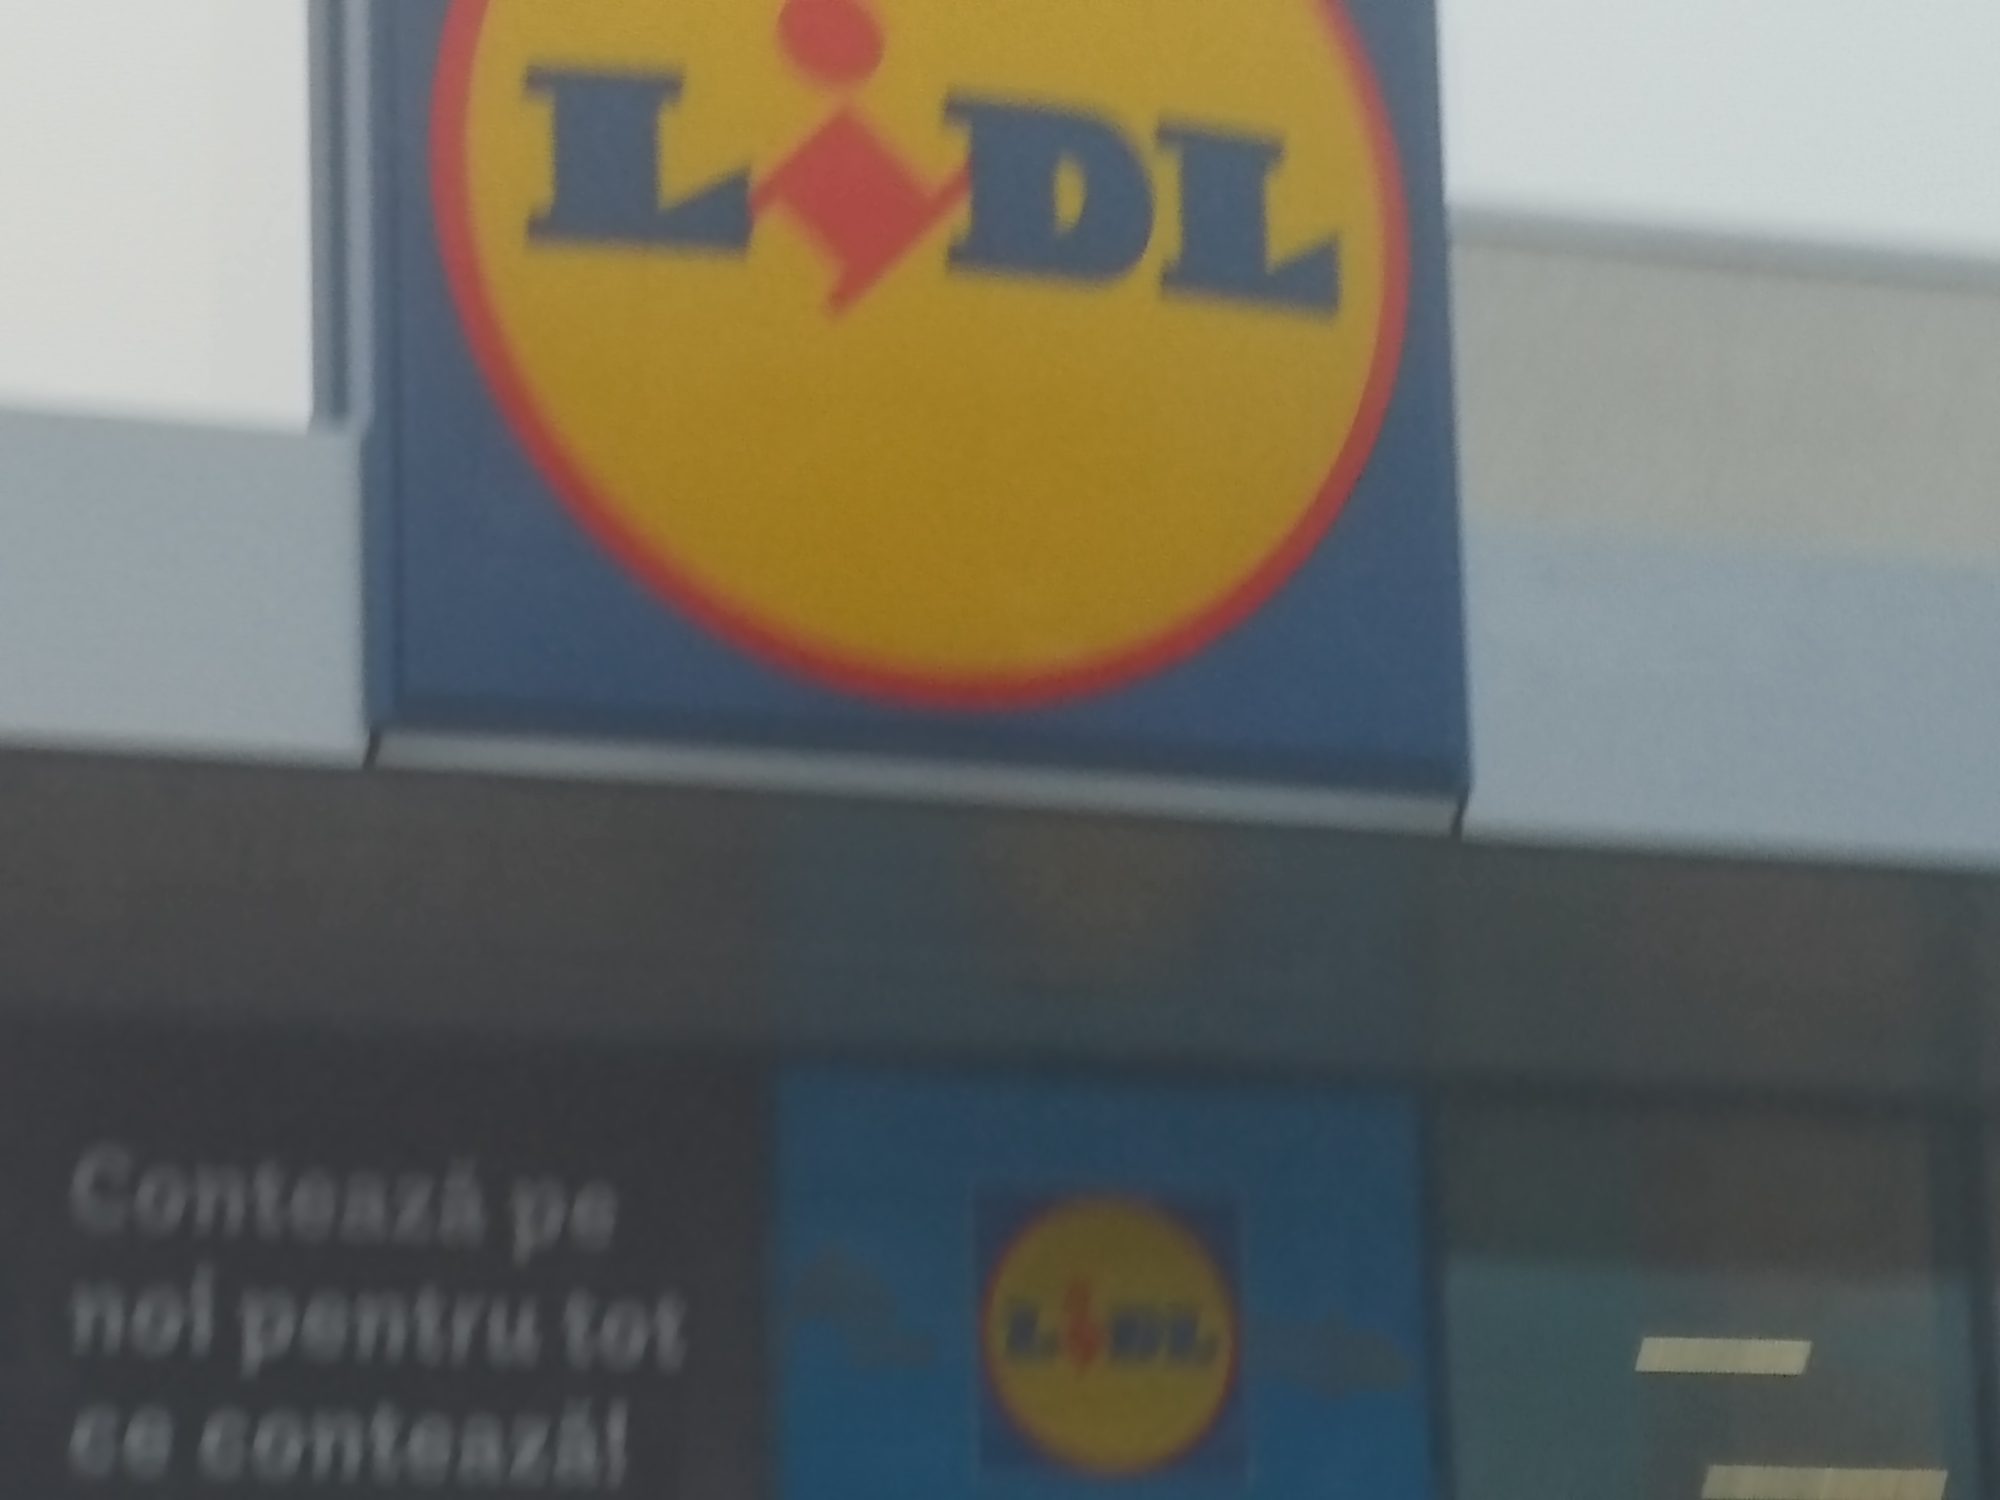 LiDL
Contează pe
noi pentru tot
ce contează!
LiDL